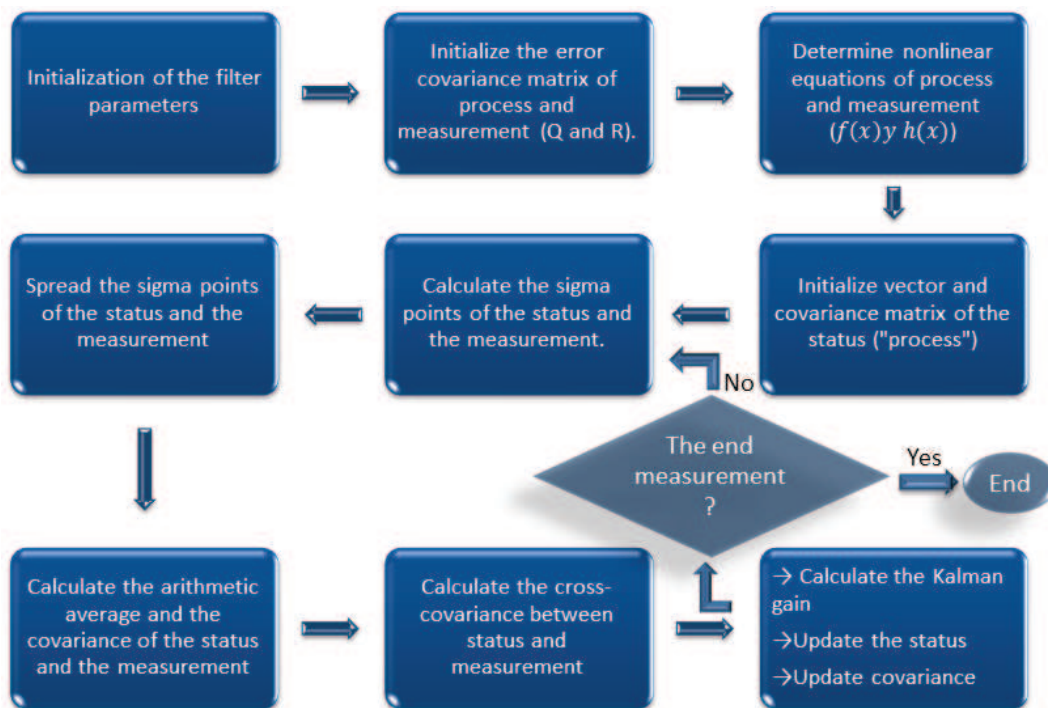 Initialization of the filter
parameters
Initialize the error
covariance matrix of
process and
measurement (Q and R).
Determine nonlinear
equations of process
and measurement
(f(x)y h(x))
Spread the sigma points
of the status and the
measurement
Calculate the sigma
points of the status and
the measurement.
Initialize vector and
covariance matrix of the
status ("process")
No
The end
measurement
?
Yes
End
Calculate the arithmetic
average and the
covariance of the status
and the measurement
Calculate the cross-
covariance between
status and
measurement
→ Calculate the Kalman
gain
→Update the status
→Update covariance